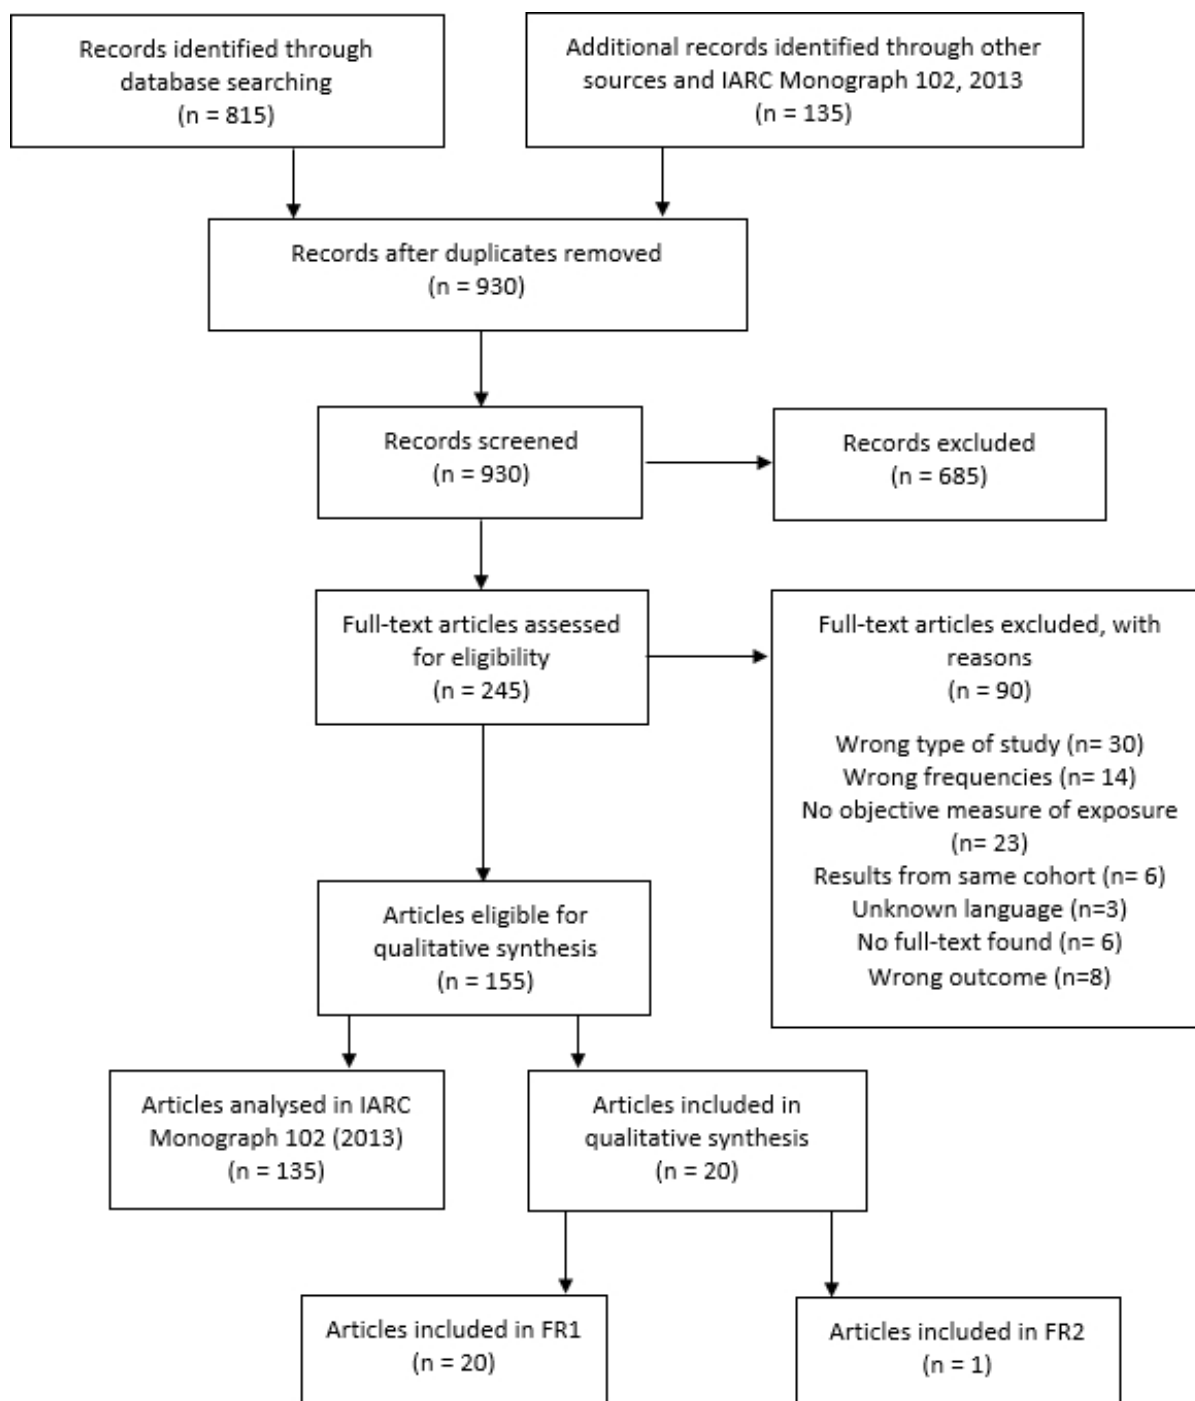 Records identified through
database searching
(n = 815)
Additional records identified through other
sources and IARC Monograph 102, 2013
(n = 135)
Records after duplicates removed
(n = 930)
Records screened
(n = 930)
Records excluded
(n = 685)
Full-text articles assessed
for eligibility
(n = 245)
Full-text articles excluded, with
reasons
(n = 90)
Wrong type of study (n= 30)
Wrong frequencies (n= 14)
No objective measure of exposure
(n= 23)
Results from same cohort (n= 6)
Unknown language (n=3)
No full-text found (n= 6)
Wrong outcome (n=8)
Articles eligible for
qualitative synthesis
(n = 155)
Articles analysed in IARC
Monograph 102 (2013)
(n = 135)
Articles included in
qualitative synthesis
(n = 20)
Articles included in FR1
(n = 20)
Articles included in FR2
(n = 1)